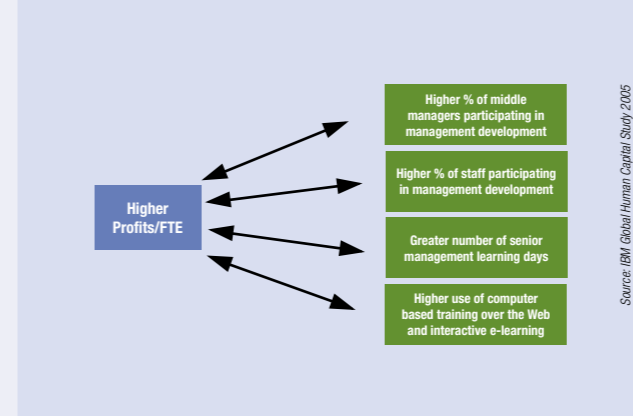 Higher
Profits/FTE
Higher % of middle
managers participating in
management development
Higher % of staff participating
in management development
Greater number of senior
management learning days
Higher use of computer
based training over the Web
and interactive e-learning
Source: IBM Global Human Capital Study 2005